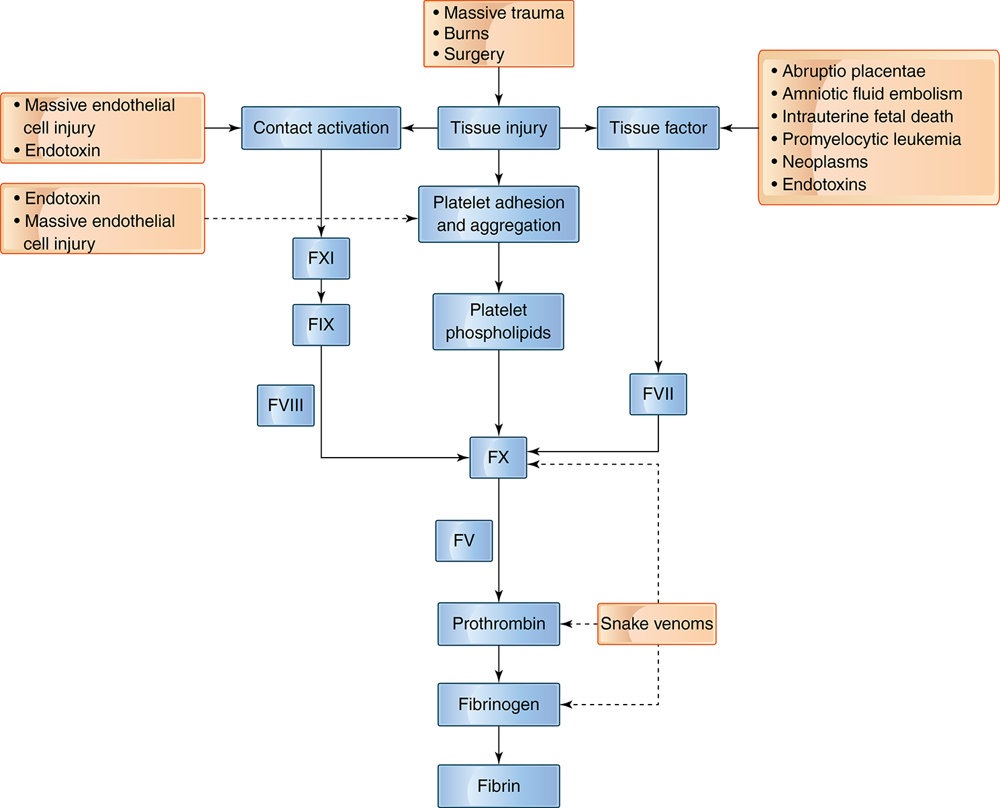 • Massive trauma
• Burns
• Surgery
• Abruptio placentae
• Amniotic fluid embolism
• Intrauterine fetal death
• Promyelocytic leukemia
• Neoplasms
• Endotoxins
• Massive endothelial
cell injury
• Endotoxin
Contact activation
Tissue injury
Tissue factor
• Endotoxin
• Massive endothelial
cell injury
Platelet adhesion
and aggregation
FXI
Platelet
phospholipids
FIX
FVIII
FVII
FX
FV
Prothrombin
Snake venoms
Fibrinogen
Fibrin